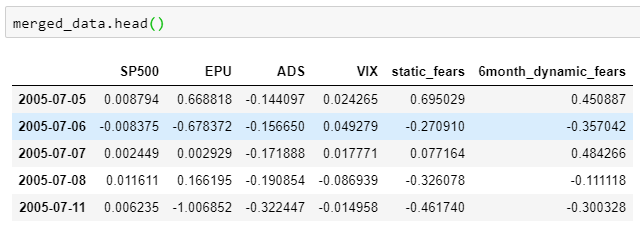 merged_data.head()
SP500 EPU ADS VIX static_fears 6month_dynamic_fears
2005-07-05 0.008794 0.668818 -0.144097 0.024265 0.695029 0.450887
2005-07-06 -0.008375 -0.678372 -0.156650 0.049279 -0.270910 -0.357042
2005-07-07 0.002449 0.002929 -0.171888 0.017771 0.077164 0.484266
2005-07-08 0.011611 0.166195 -0.190854 -0.086939 -0.326078 -0.111118
2005-07-11 0.006235 -1.006852 -0.322447 -0.014958 -0.461740 -0.300328